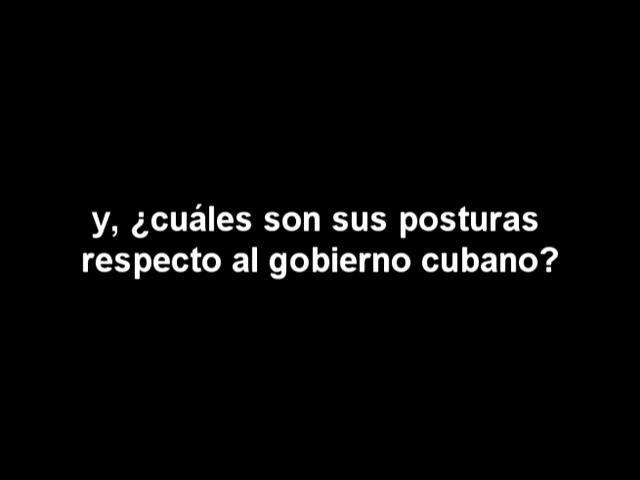 y, ¿cuáles son sus posturas
respecto al gobierno cubano?